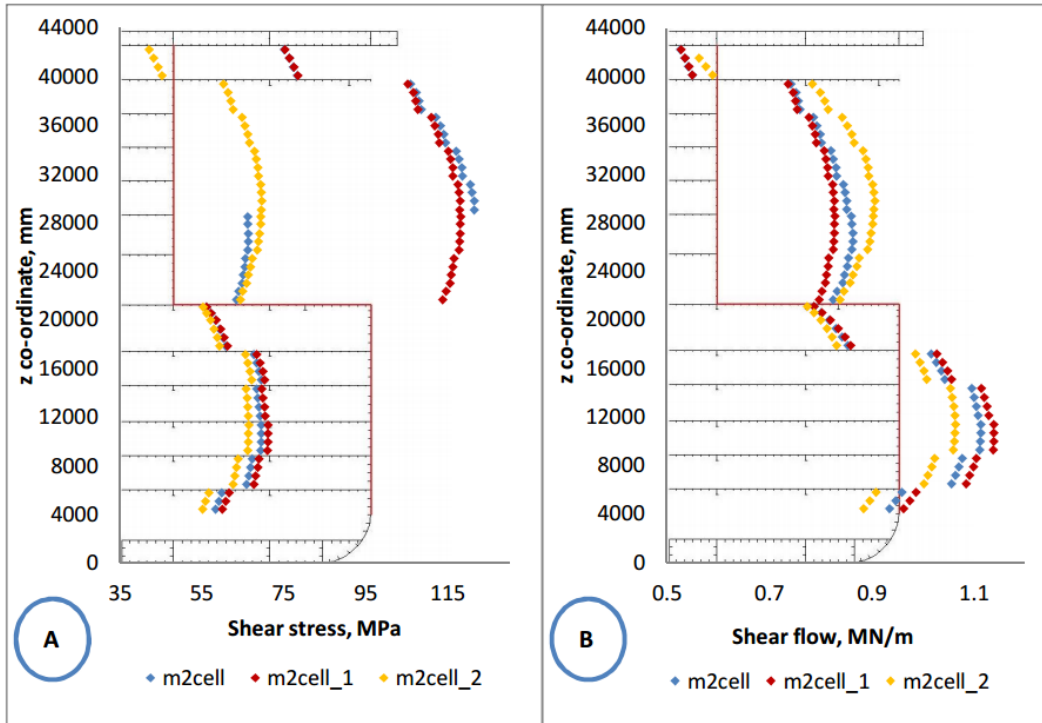 44000
40000
36000
32000
28000
24000
20000
16000
12000
8000
4000
0
z co-ordinate, mm
35 55 75 95 115
Shear stress, MPa
A
m2cell m2cell_1 m2cell_2
44000
40000
36000
32000
28000
24000
20000
16000
12000
8000
4000
0
z co-ordinate, mm
0.5 0.7 0.9 1.1
Shear flow, MN/m
B
m2cell m2cell_1 m2cell_2